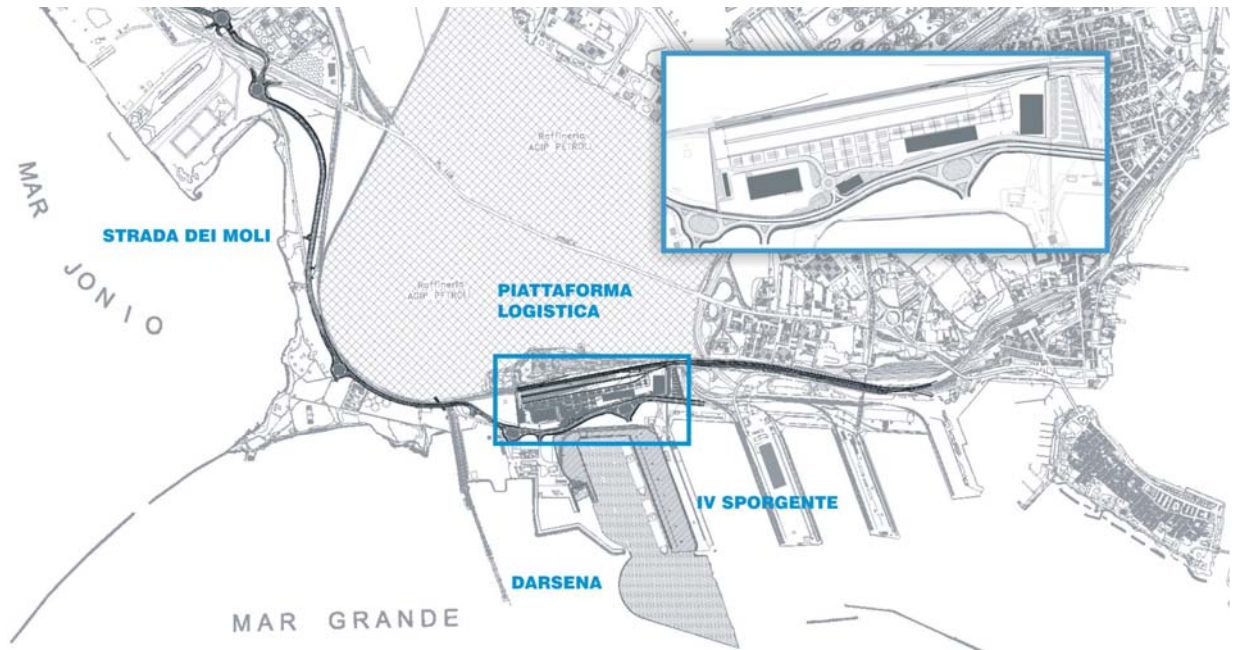 Raffineria
AGIP PETROLI
MAR
JONIO
STRADA DEI MOLI
Raffineria
AGIP PETROLI
PIATTAFORMA
LOGISTICA
IV SPORGENTE
DARSENA
MAR GRANDE